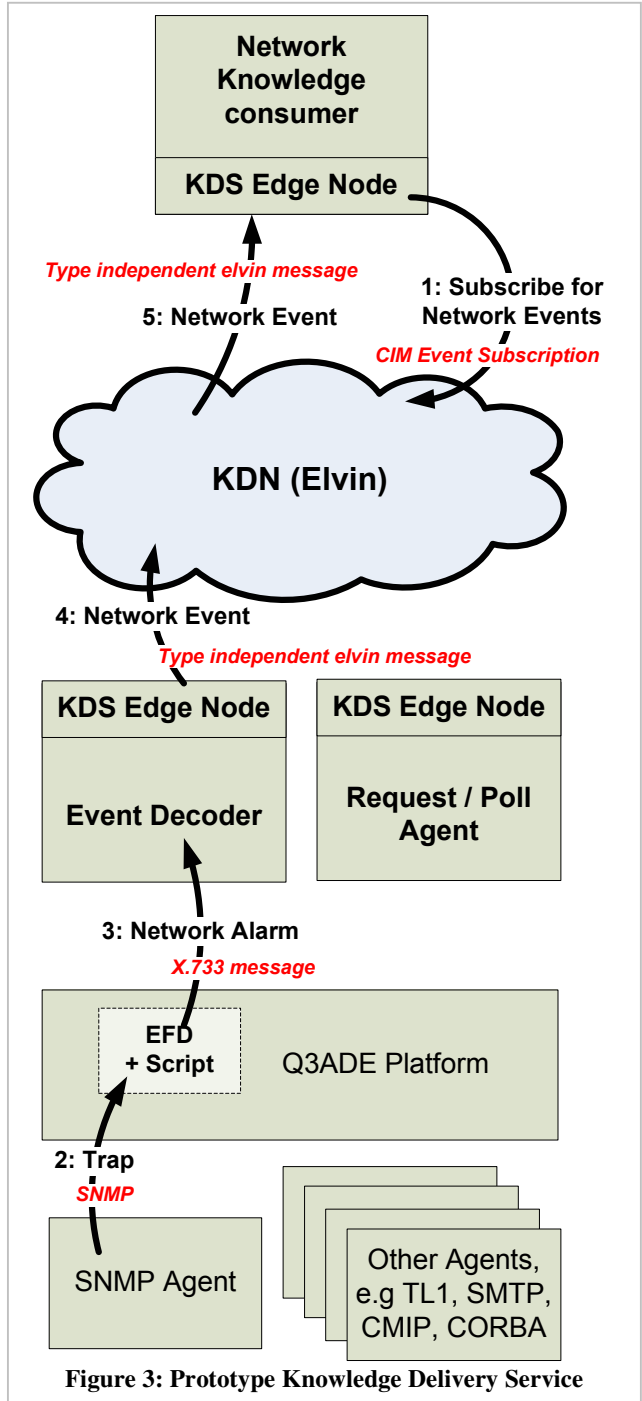 Network
Knowledge
consumer
KDS Edge Node
Type independent elvin message
5: Network Event
1: Subscribe for
Network Events
CIM Event Subscription
KDN (Elvin)
4: Network Event
Type independent elvin message
KDS Edge Node
Event Decoder
KDS Edge Node
Request / Poll
Agent
3: Network Alarm
X.733 message
EFD
+ Script
Q3ADE Platform
2: Trap
SNMP
SNMP Agent
Other Agents,
e.g TL1, SMTP,
CMIP, CORBA
Figure 3: Prototype Knowledge Delivery Service